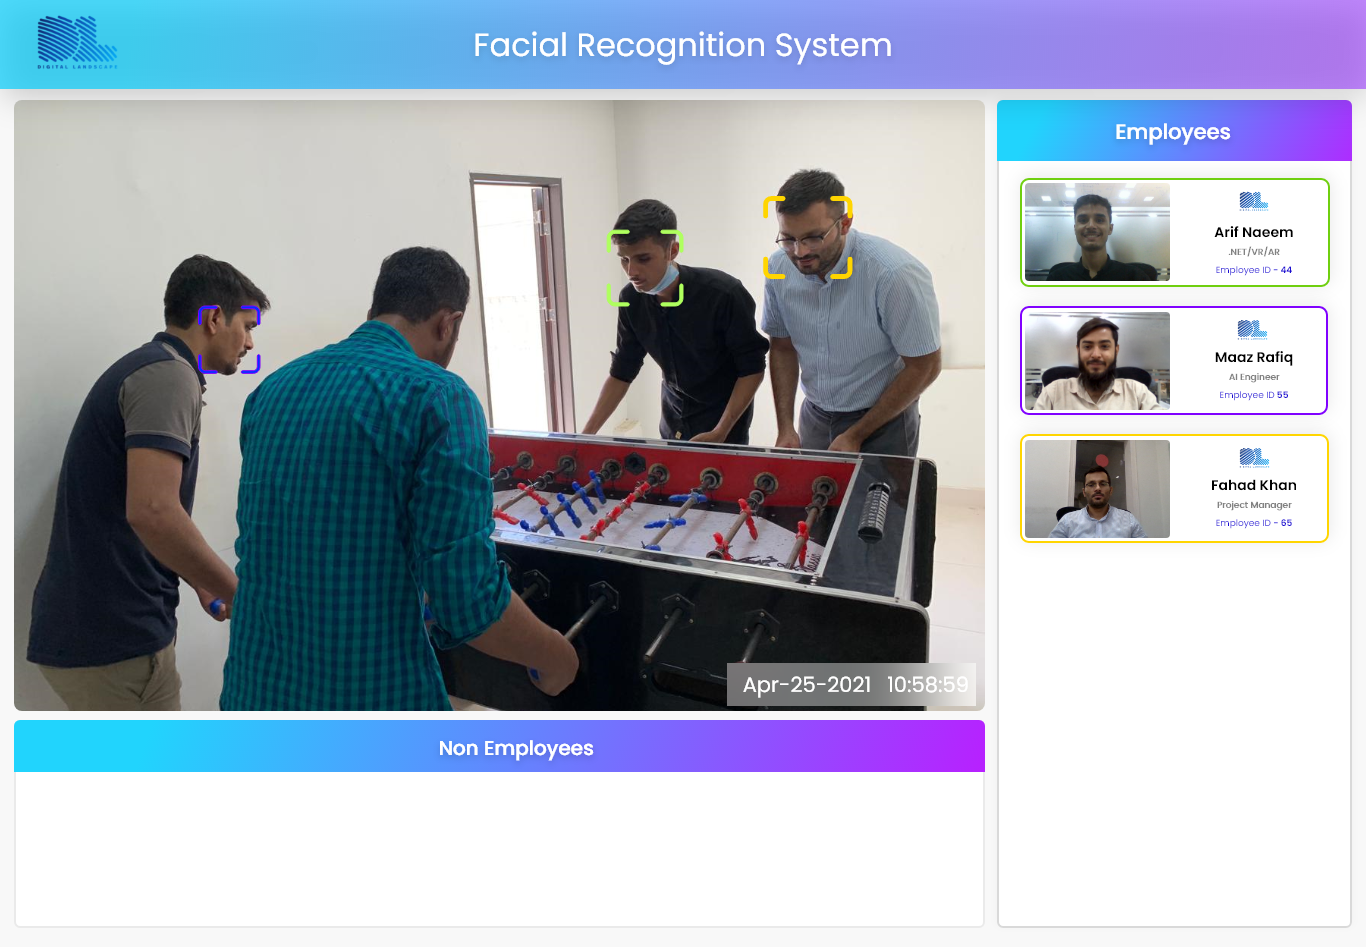 DIGITAL LANDSCAPE
Facial Recognition System
Apr-25-2021 10:58:59
Non Employees
Employees
Arif Naeem
.NET/VR/AR
Employee ID - 44
Maaz Rafiq
AI Engineer
Employee ID 55
Fahad Khan
Project Manager
Employee ID - 65